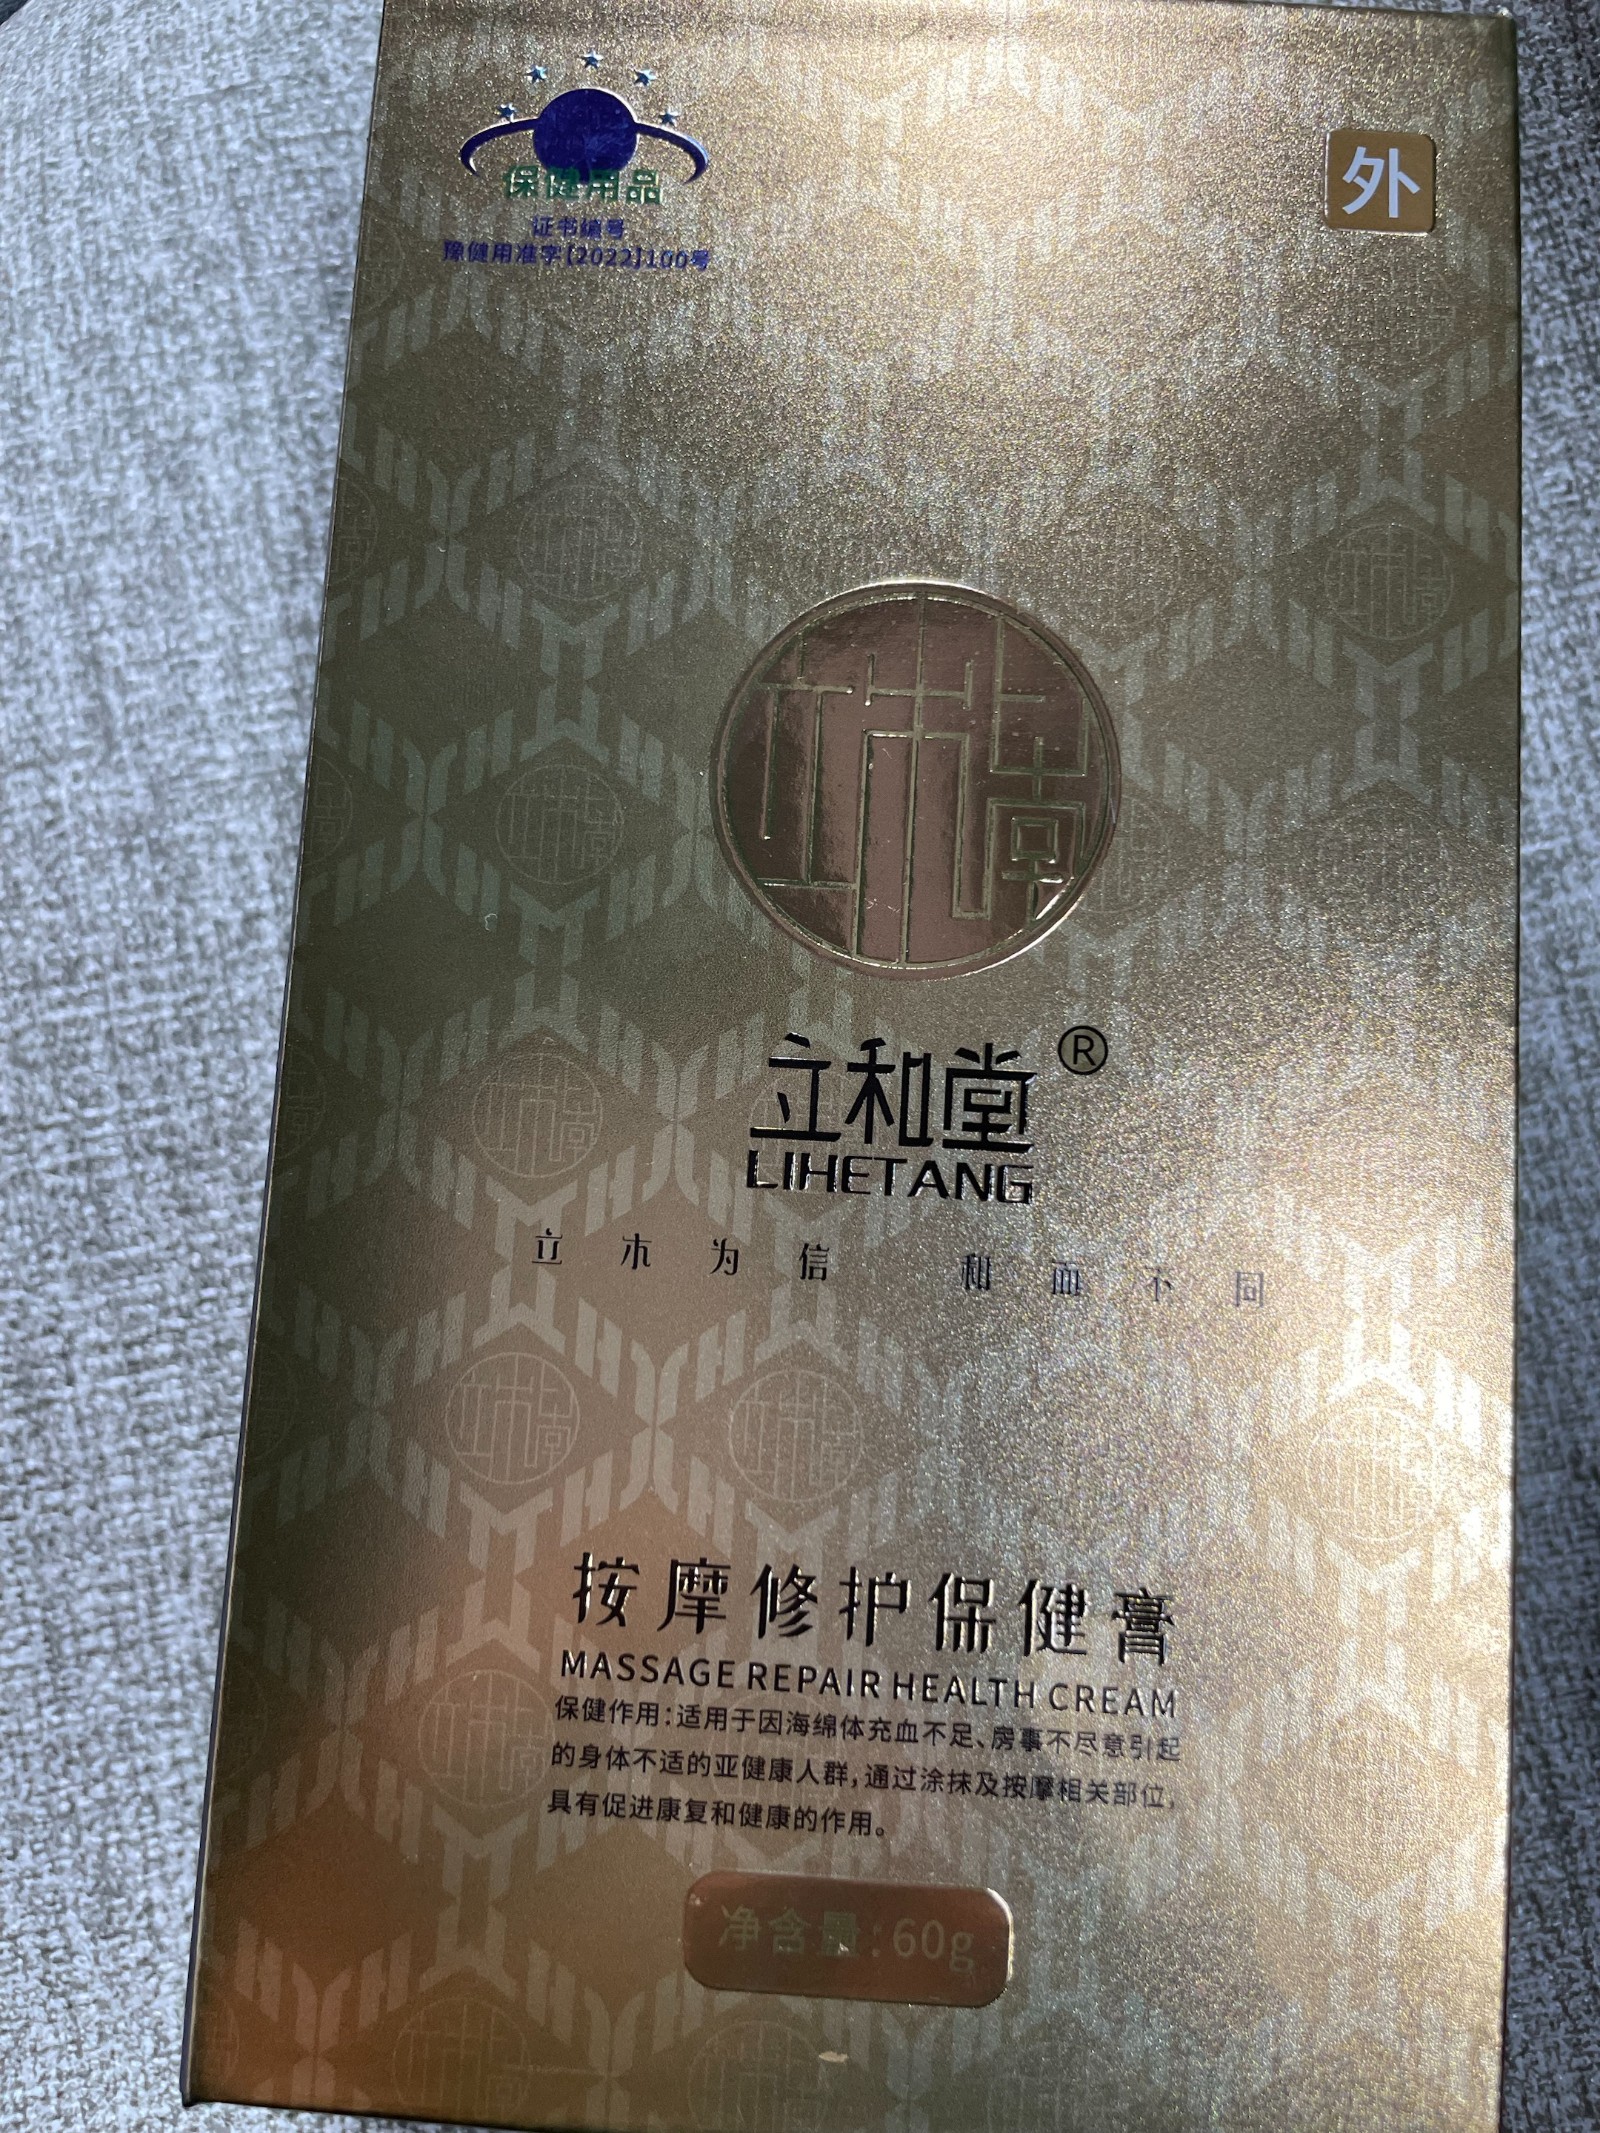 保健用品
证书编号
豫健用准字[2022]100号
外
立和堂
立和堂®
LIHETANG
立木为信 和而不同
按摩修护保健膏
MASSAGE REPAIR HEALTH CREAM
保健作用:适用于因海绵体充血不足、房事不尽意引起
的身体不适的亚健康人群,通过涂抹及按摩相关部位,
具有促进康复和健康的作用。
净含量:60g